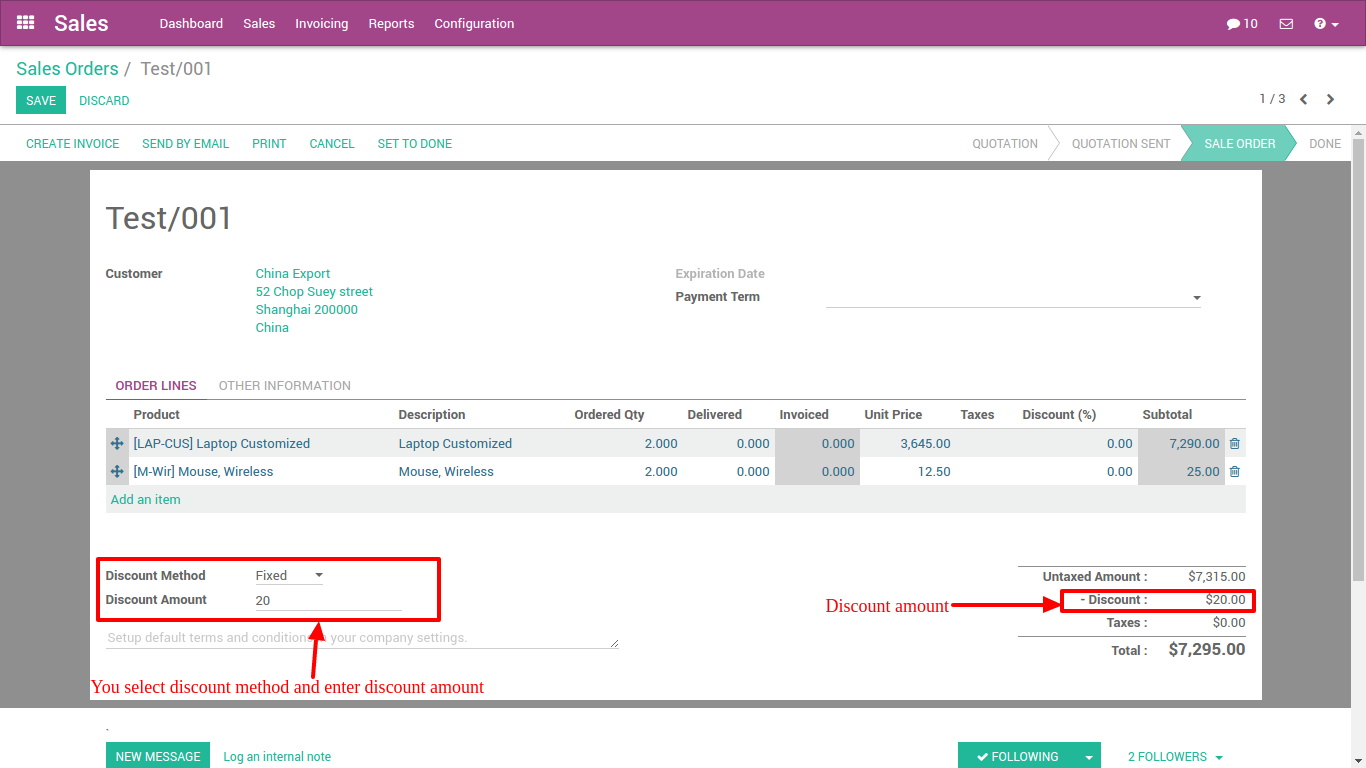 Sales Dashboard Sales Invoicing Reports Configuration 10
Sales Orders / Test/001
SAVE DISCARD 1 / 3
CREATE INVOICE SEND BY EMAIL PRINT CANCEL SET TO DONE QUOTATION QUOTATION SENT SALE ORDER DONE
Test/001
Customer China Export Expiration Date
52 Chop Suey street Payment Term
Shanghai 200000
China
ORDER LINES OTHER INFORMATION
Product Description Ordered Qty Delivered Invoiced Unit Price Taxes Discount (%) Subtotal
[LAP-CUS] Laptop Customized Laptop Customized 2.000 0.000 0.000 3,645.00 0.00 7,290.00
[M-Wir] Mouse, Wireless Mouse, Wireless 2.000 0.000 0.000 12.50 0.00 25.00
Add an item
Discount Method Fixed Untaxed Amount : $7,315.00
Discount Amount 20 Discount amount - Discount : $20.00
Taxes : $0.00
Setup default terms and conditions in your company settings.
Total : $7,295.00
You select discount method and enter discount amount
NEW MESSAGE Log an internal note FOLLOWING 2 FOLLOWERS